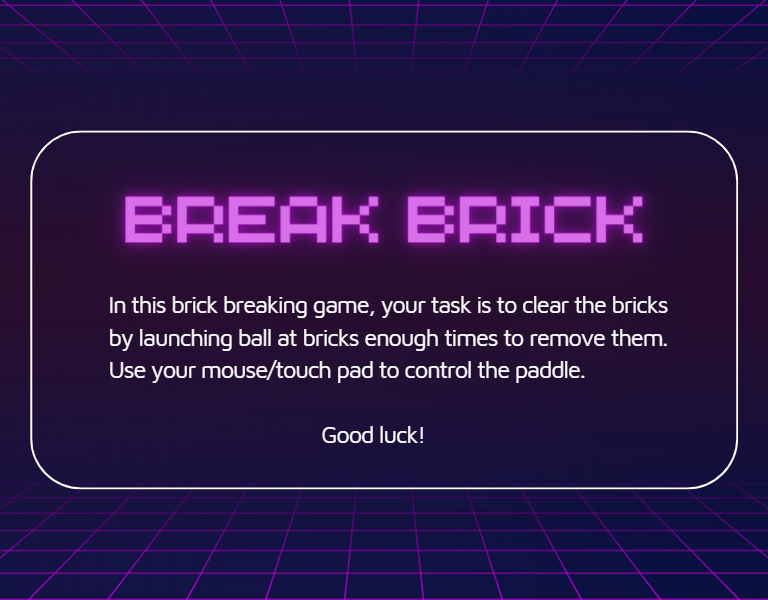 BREAK BRICK
In this brick breaking game, your task is to clear the bricks
by launching ball at bricks enough times to remove them.
Use your mouse/touch pad to control the paddle.
Good luck!